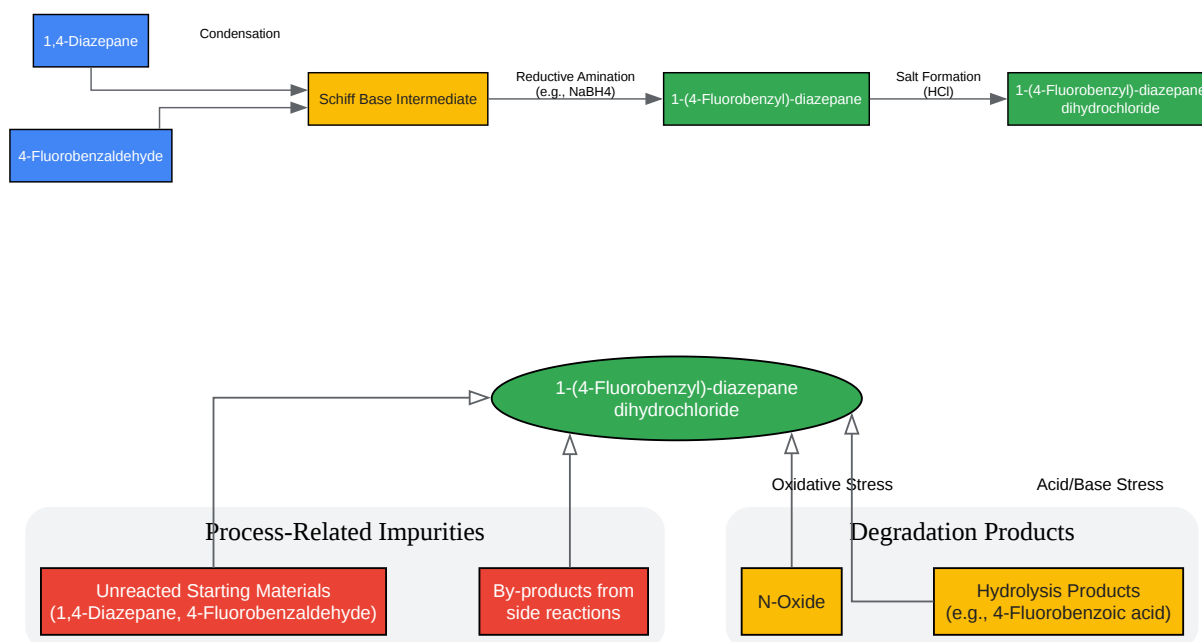 1,4-Diazepane
Condensation
4-Fluorobenzaldehyde
Schiff Base Intermediate
Reductive Amination
(e.g., NaBH4)
1-(4-Fluorobenzyl)-diazepane
Salt Formation
(HCl)
1-(4-Fluorobenzyl)-diazepane
dihydrochloride
1-(4-Fluorobenzyl)-diazepane
dihydrochloride
Oxidative Stress
Acid/Base Stress
Process-Related Impurities
Unreacted Starting Materials
(1,4-Diazepane, 4-Fluorobenzaldehyde)
By-products from
side reactions
Degradation Products
N-Oxide
Hydrolysis Products
(e.g., 4-Fluorobenzoic acid)